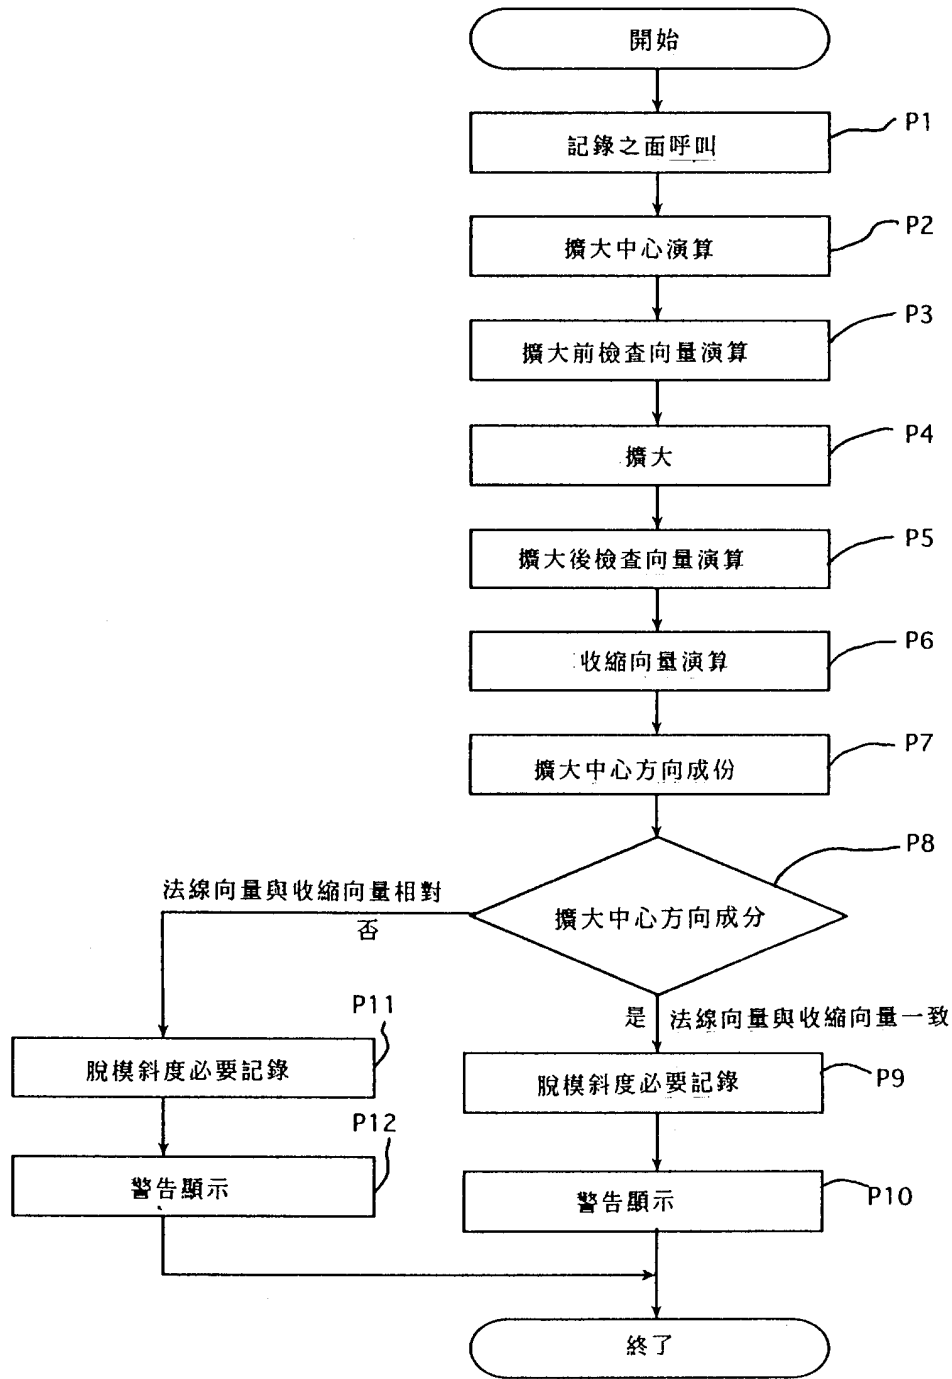 開始
記錄之面呼叫
P1
擴大中心演算
P2
擴大前檢查向量演算
P3
擴大
P4
擴大後檢查向量演算
P5
收縮向量演算
P6
擴大中心方向成份
P7
擴大中心方向成分
P8
法線向量與收縮向量相對
否
是 法線向量與收縮向量一致
P11
脫模斜度必要記錄
脫模斜度必要記錄
P9
P12
警告顯示
警告顯示
P10
終了